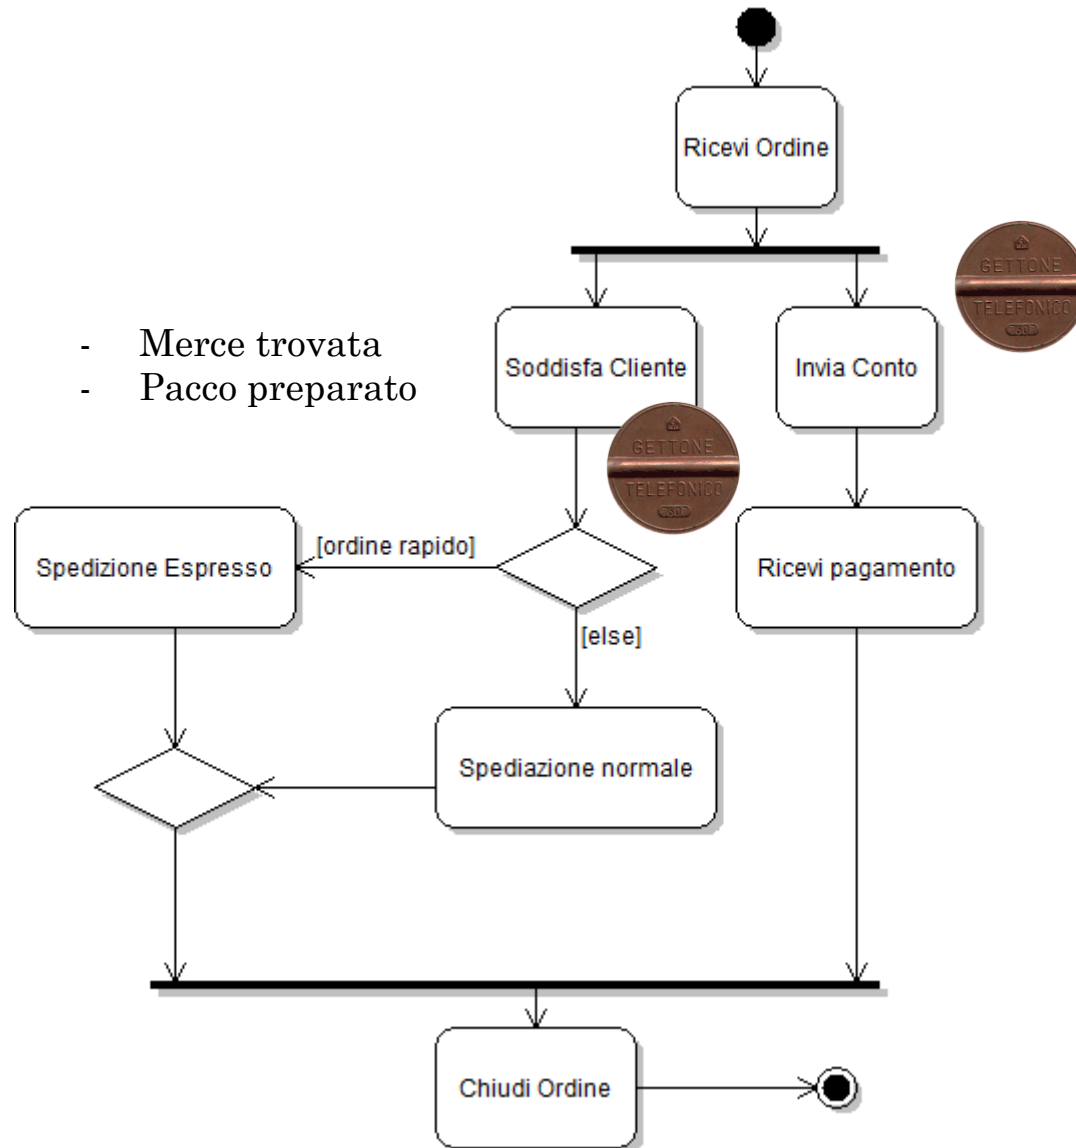 Ricevi Ordine
GETTONE
TELEFONICO
- Merce trovata
- Pacco preparato
Soddisfa Cliente
Invia Conto
GETTONE
TELEFONICO
[ordine rapido]
Spedizione Espresso
Ricevi pagamento
[else]
Spediazione normale
Chiudi Ordine